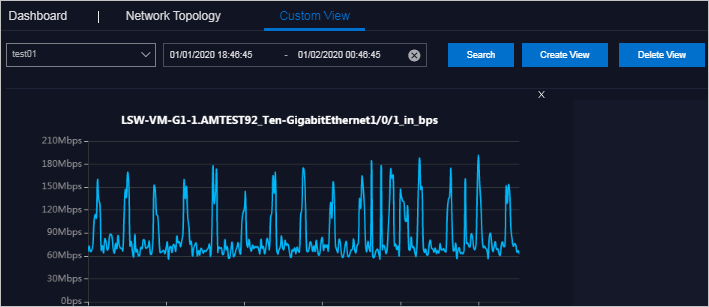 Dashboard | Network Topology Custom View
test01 01/01/2020 18:46:45 - 01/02/2020 00:46:45 Search Create View Delete View
X
LSW-VM-G1-1.AMTEST92_Ten-GigabitEthernet1/0/1_in_bps
210Mbps
180Mbps
150Mbps
120Mbps
90Mbps
60Mbps
30Mbps
0bps